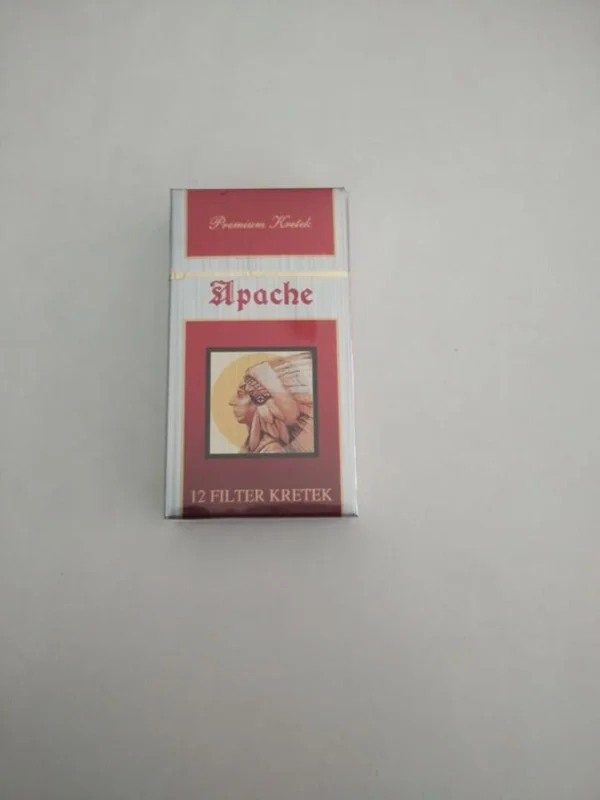 Premium Kretek
Apache
12 FILTER KRETEK